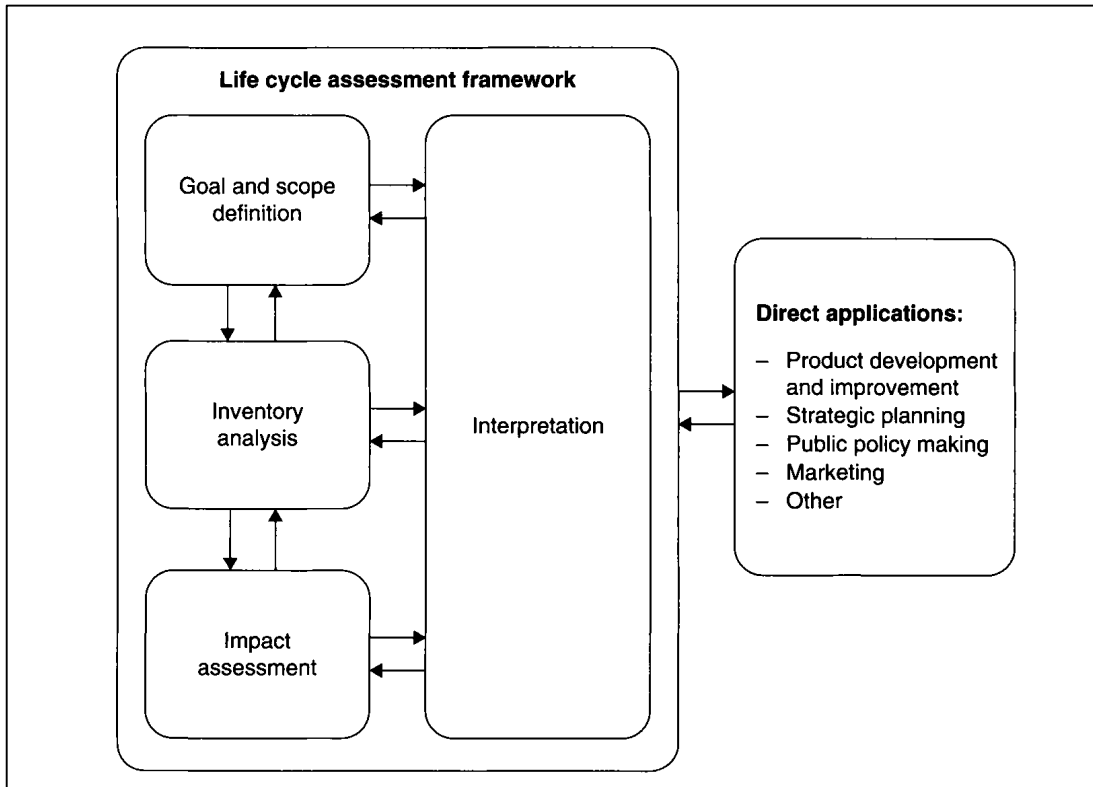 Life cycle assessment framework
Goal and scope
definition
Inventory
analysis
Impact
assessment
Interpretation
Direct applications:
– Product development
and improvement
– Strategic planning
– Public policy making
– Marketing
– Other